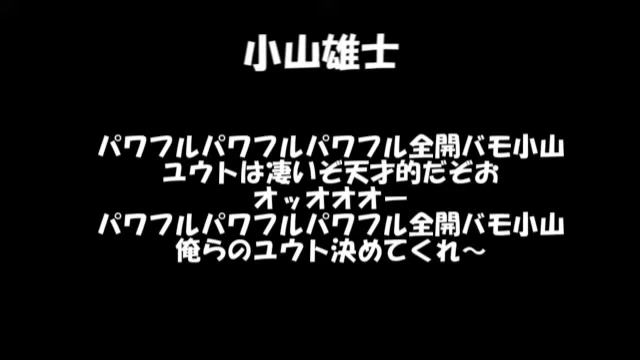 小山雄士
パワフルパワフルパワフル全開バモ小山
ユウトは凄いぞ天才的だぞお
オッオオオー
パワフルパワフルパワフル全開バモ小山
俺らのユウト決めてくれ～